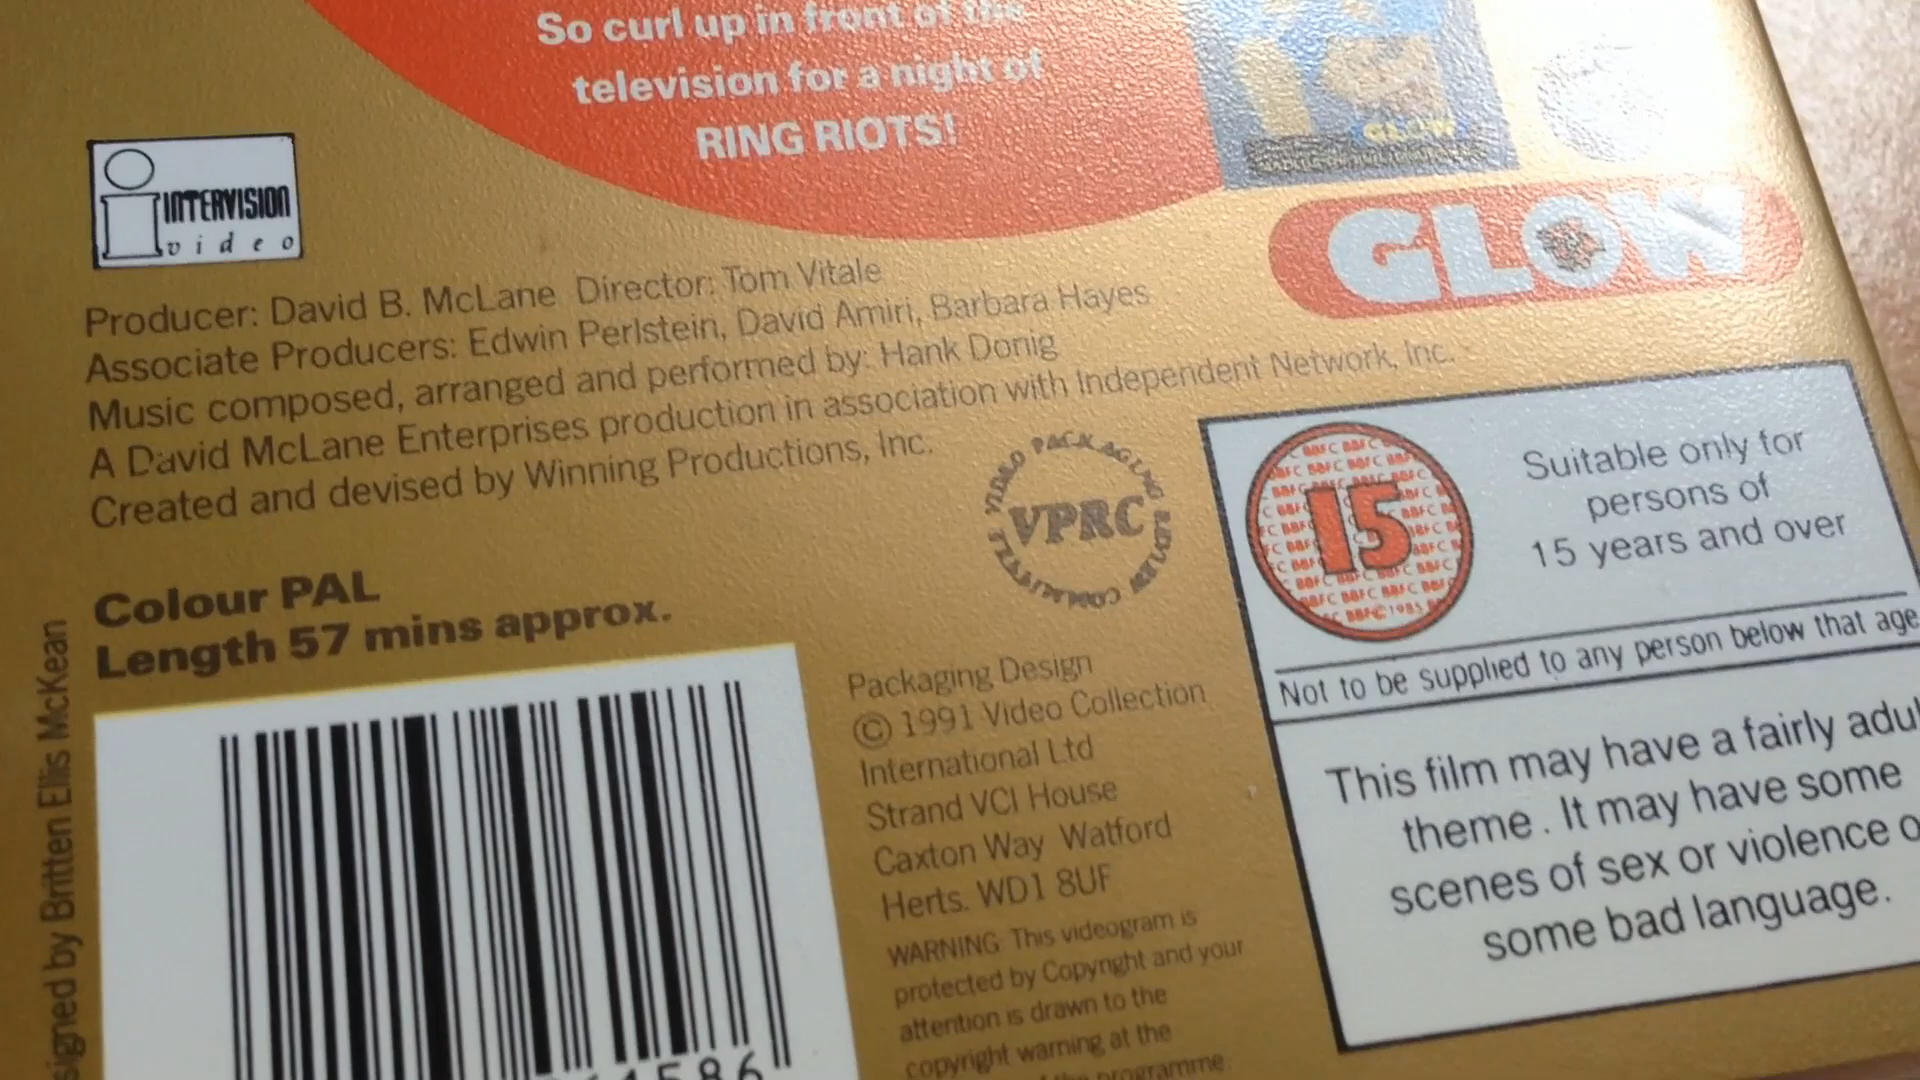 So curl up in front of the
television for a night of
RING RIOTS!
GLOW
INTERVISION
video
GLOW
Producer: David B. McLane Director: Tom Vitale
Associate Producers: Edwin Perlstein, David Amiri, Barbara Hayes
Music composed, arranged and performed by: Hank Donig
A David McLane Enterprises production in association with Independent Network, Inc.
Created and devised by Winning Productions, Inc.
VIDEO PACKAGING REVIEW COMMITTEE
VPRC
Colour PAL
Length 57 mins approx.
signed by Britten Ellis McKean
Packaging Design
© 1991 Video Collection
International Ltd
Strand VCI House
Caxton Way Watford
Herts. WD1 8UF
WARNING: This videogram is
protected by Copyright and your
attention is drawn to the
copyright warning at the
programme.
15
BBFC © 1985
Suitable only for
persons of
15 years and over
Not to be supplied to any person below that age
This film may have a fairly adul
theme. It may have some
scenes of sex or violence o
some bad language.